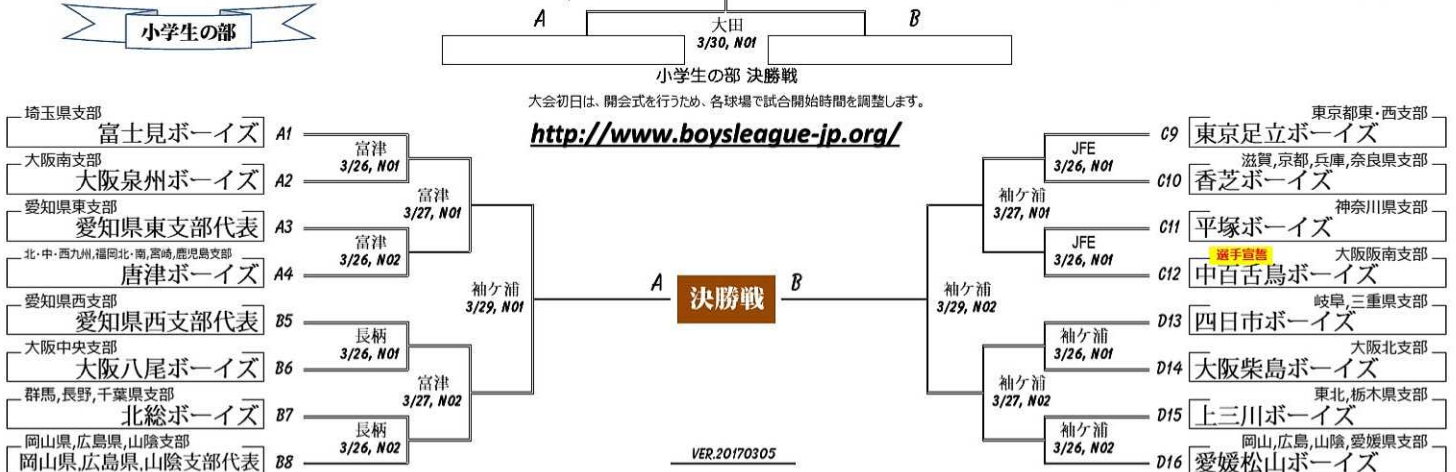 小学生の部
A
B
大田
3/30, NO1
小学生の部 決勝戦
大会初日は、開会式を行うため、各球場で試合開始時間を調整します。
http://www.boysleague-jp.org/
埼玉県支部
富士見ボーイズ A1
大阪南支部
大阪泉州ボーイズ A2
愛知県東支部
愛知県東支部代表 A3
北・中・西九州,福岡北・南,宮崎,鹿児島支部
唐津ボーイズ A4
愛知県西支部
愛知県西支部代表 B5
大阪中央支部
大阪八尾ボーイズ B6
群馬,長野,千葉県支部
北総ボーイズ B7
岡山県,広島県,山陰支部
岡山県,広島県,山陰支部代表 B8
富津
3/26, NO1
富津
3/26, NO2
長柄
3/26, NO1
長柄
3/26, NO2
富津
3/27, NO1
富津
3/27, NO2
袖ケ浦
3/29, NO1
A 決勝戦 B
VER.20170305
袖ケ浦
3/29, NO2
袖ケ浦
3/27, NO1
袖ケ浦
3/27, NO2
JFE
3/26, NO1
JFE
3/26, NO2
袖ケ浦
3/26, NO1
袖ケ浦
3/26, NO2
東京都東・西支部
C9 東京足立ボーイズ
滋賀,京都,兵庫,奈良県支部
C10 香芝ボーイズ
神奈川県支部
C11 平塚ボーイズ
選手宣誓 大阪阪南支部
C12 中百舌鳥ボーイズ
岐阜,三重県支部
D13 四日市ボーイズ
大阪北支部
D14 大阪柴島ボーイズ
東北,栃木県支部
D15 上三川ボーイズ
岡山,広島,山陰,愛媛県支部
D16 愛媛松山ボーイズ